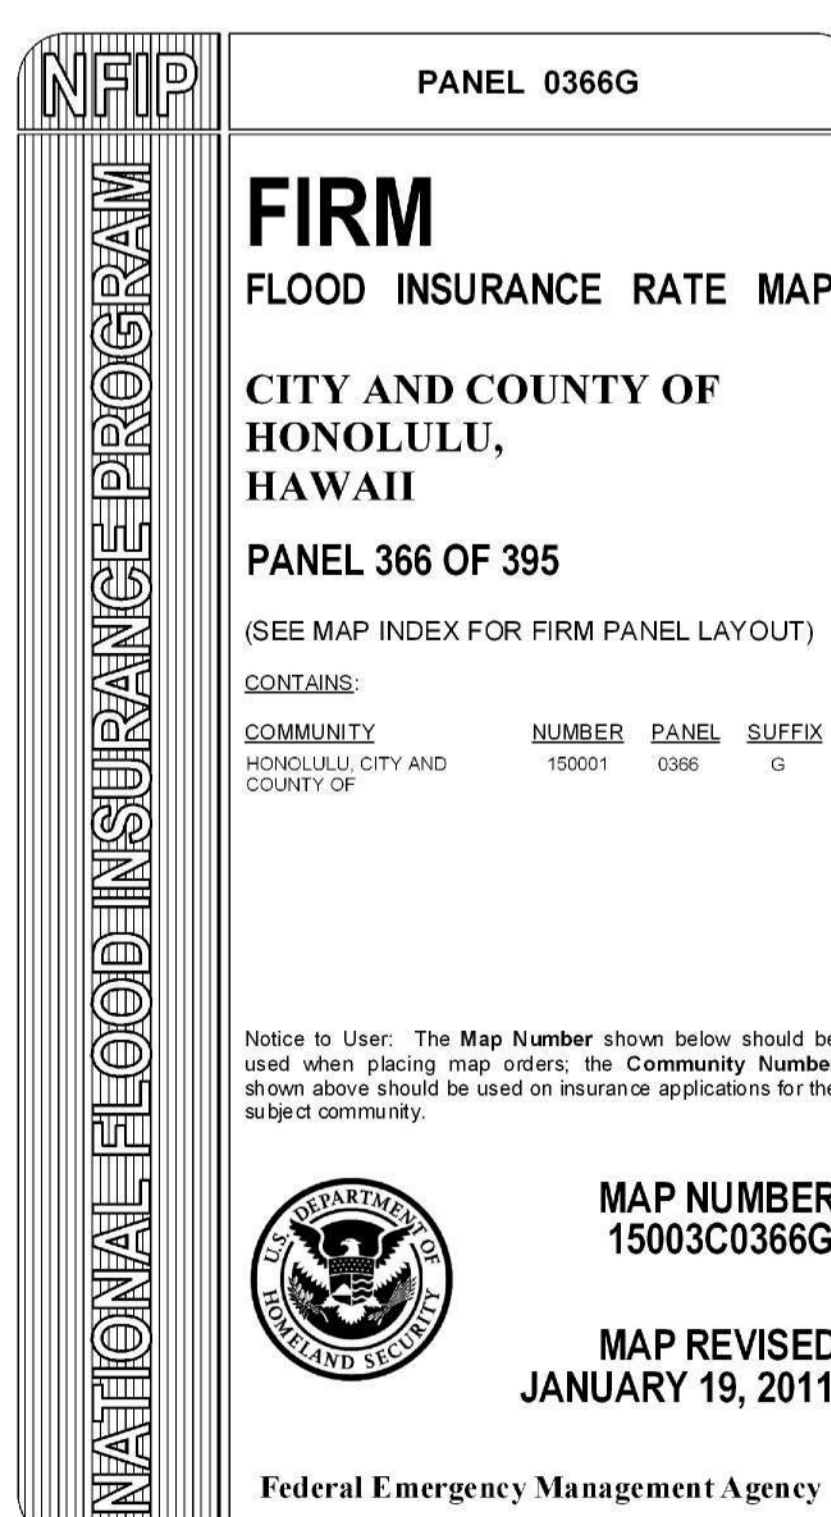 NFIP
PANEL 0366G
NATIONAL FLOOD INSURANCE PROGRAM
FIRM
FLOOD INSURANCE RATE MAP
CITY AND COUNTY OF
HONOLULU,
HAWAII
PANEL 366 OF 395
(SEE MAP INDEX FOR FIRM PANEL LAYOUT)
CONTAINS:
COMMUNITY NUMBER PANEL SUFFIX
HONOLULU, CITY AND 150001 0366 G
COUNTY OF
Notice to User: The Map Number shown below should be
used when placing map orders; the Community Number
shown above should be used on insurance applications for the
subject community.
U.S. DEPARTMENT OF
HOMELAND SECURITY
MAP NUMBER
15003C0366G
MAP REVISED
JANUARY 19, 2011
Federal Emergency Management Agency